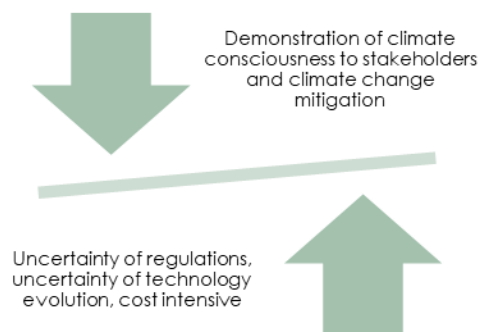 Demonstration of climate
consciousness to stakeholders
and climate change
mitigation
Uncertainty of regulations,
uncertainty of technology
evolution, cost intensive